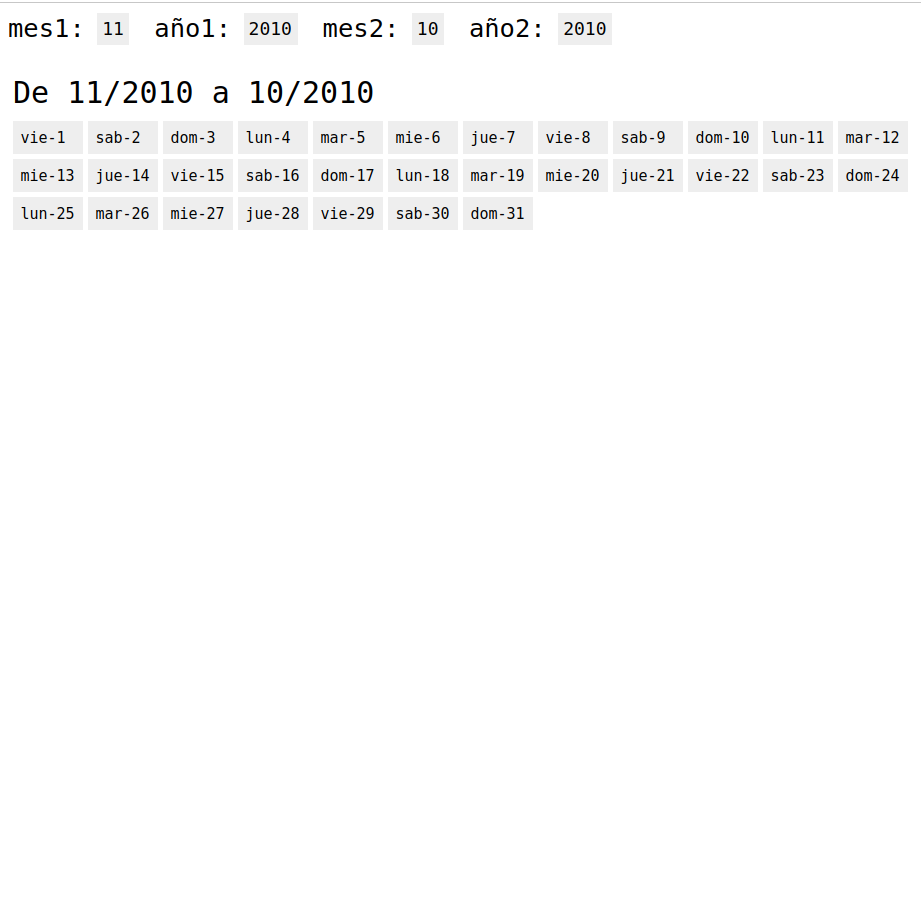 mes1: 11 año1: 2010 mes2: 10 año2: 2010
De 11/2010 a 10/2010
vie-1 sab-2 dom-3 lun-4 mar-5 mie-6 jue-7 vie-8 sab-9 dom-10 lun-11 mar-12
mie-13 jue-14 vie-15 sab-16 dom-17 lun-18 mar-19 mie-20 jue-21 vie-22 sab-23 dom-24
lun-25 mar-26 mie-27 jue-28 vie-29 sab-30 dom-31